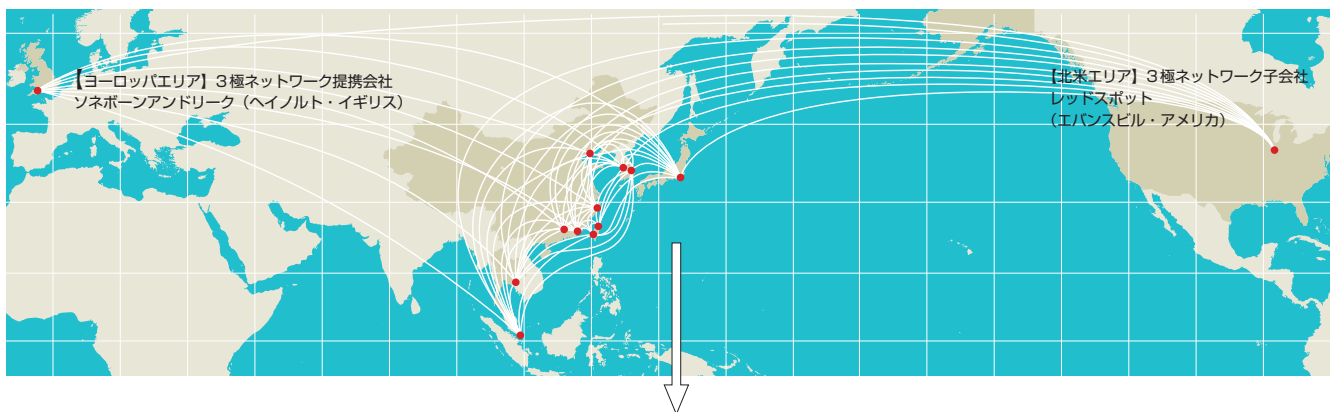 【ヨーロッパエリア】3極ネットワーク提携会社
ソネボーンアンドリーク（ヘイノルト・イギリス）
【北米エリア】3極ネットワーク子会社
レッドスポット
（エバンスビル・アメリカ）